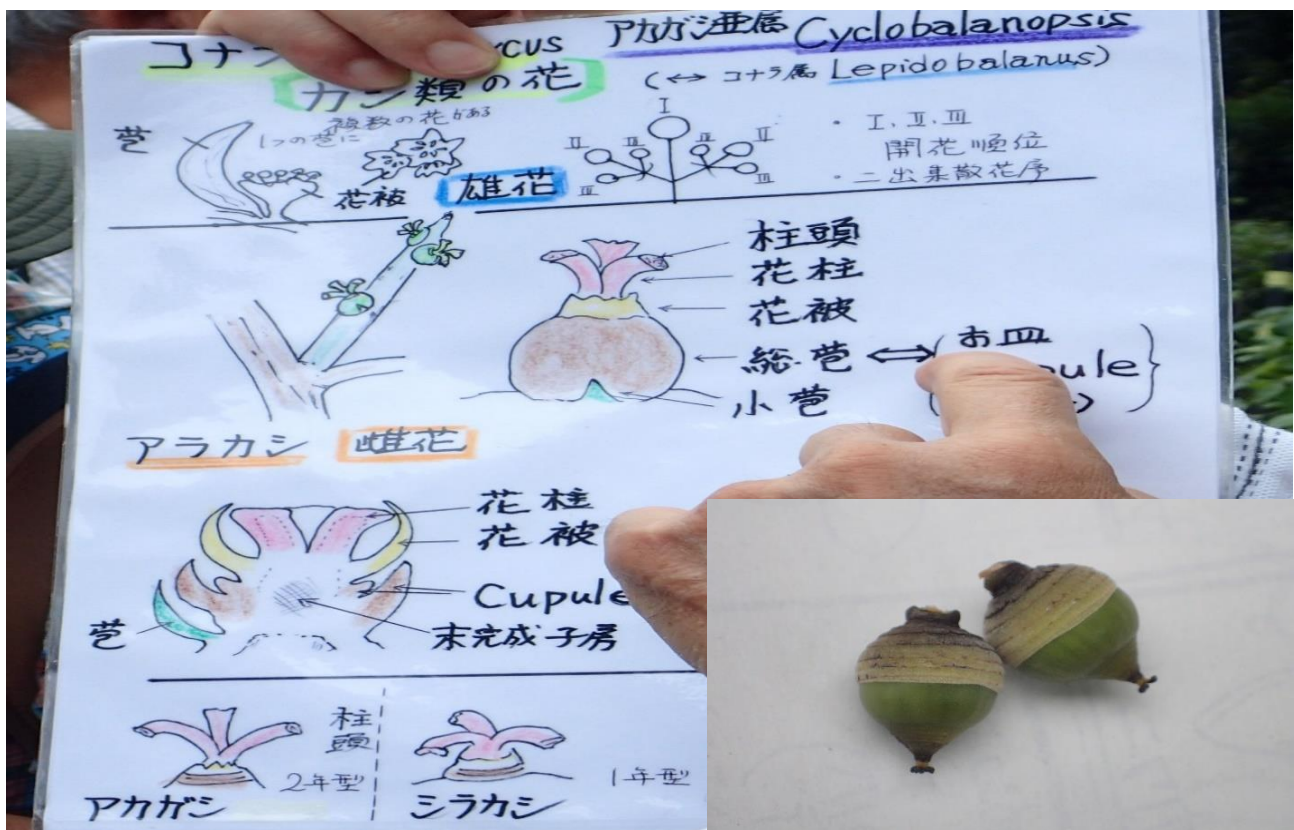 コナ
cus
アカガシ亜属 Cyclobalanopsis
カシ類の花
(↔ コナラ属 Lepidobalanus)
苞
1つの苞に
複数の花がある
花被
雄花
I
II
II
III
III
II
II
III
III
・I、II、III
開花順位
・二出集散花序
柱頭
花柱
花被
総苞 ⇔
お皿
ule
小苞
アラカシ 雌花
花柱
花被
Cupule
苞
未完成子房
柱頭
2年型
アカガシ
1年型
シラカシ